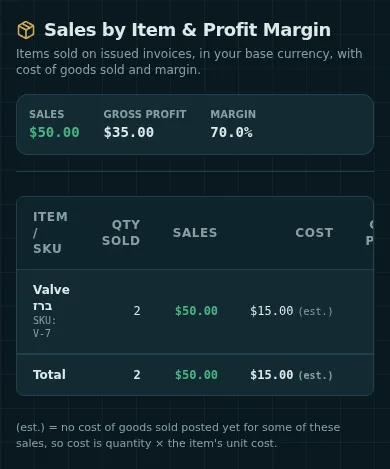 Sales by Item & Profit Margin
Items sold on issued invoices, in your base currency, with
cost of goods sold and margin.
SALES GROSS PROFIT MARGIN
$50.00 $35.00 70.0%
ITEM
/
SKU
QTY
SOLD
SALES
COST
Valve
ברז
SKU:
V-7
2 $50.00 $15.00 (est.)
Total 2 $50.00 $15.00 (est.)
(est.) = no cost of goods sold posted yet for some of these
sales, so cost is quantity × the item's unit cost.